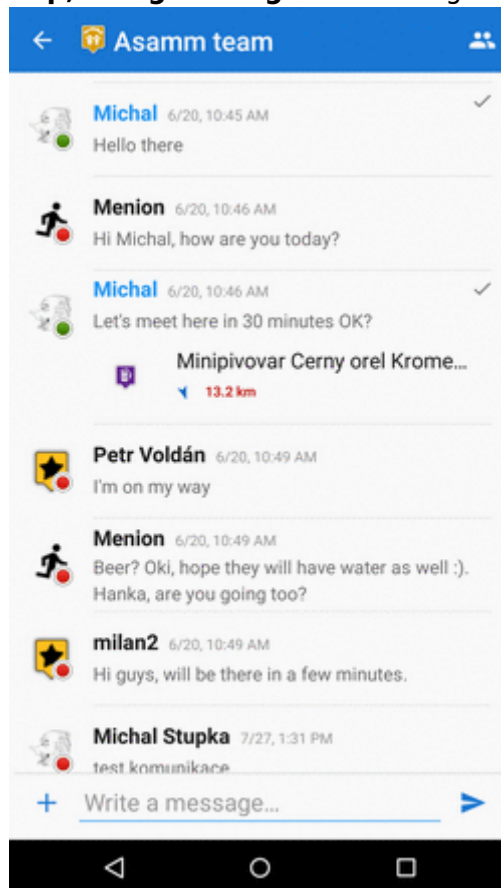 Asamm team
Michal 6/20, 10:45 AM
Hello there
Menion 6/20, 10:46 AM
Hi Michal, how are you today?
Michal 6/20, 10:46 AM
Let's meet here in 30 minutes OK?
Minipivovar Cerny orel Krome...
13.2 km
Petr Voldán 6/20, 10:49 AM
I'm on my way
Menion 6/20, 10:49 AM
Beer? Oki, hope they will have water as well :).
Hanka, are you going too?
milan2 6/20, 10:49 AM
Hi guys, will be there in a few minutes.
Michal Stupka 7/27, 1:31 PM
test komunikace
Write a message...